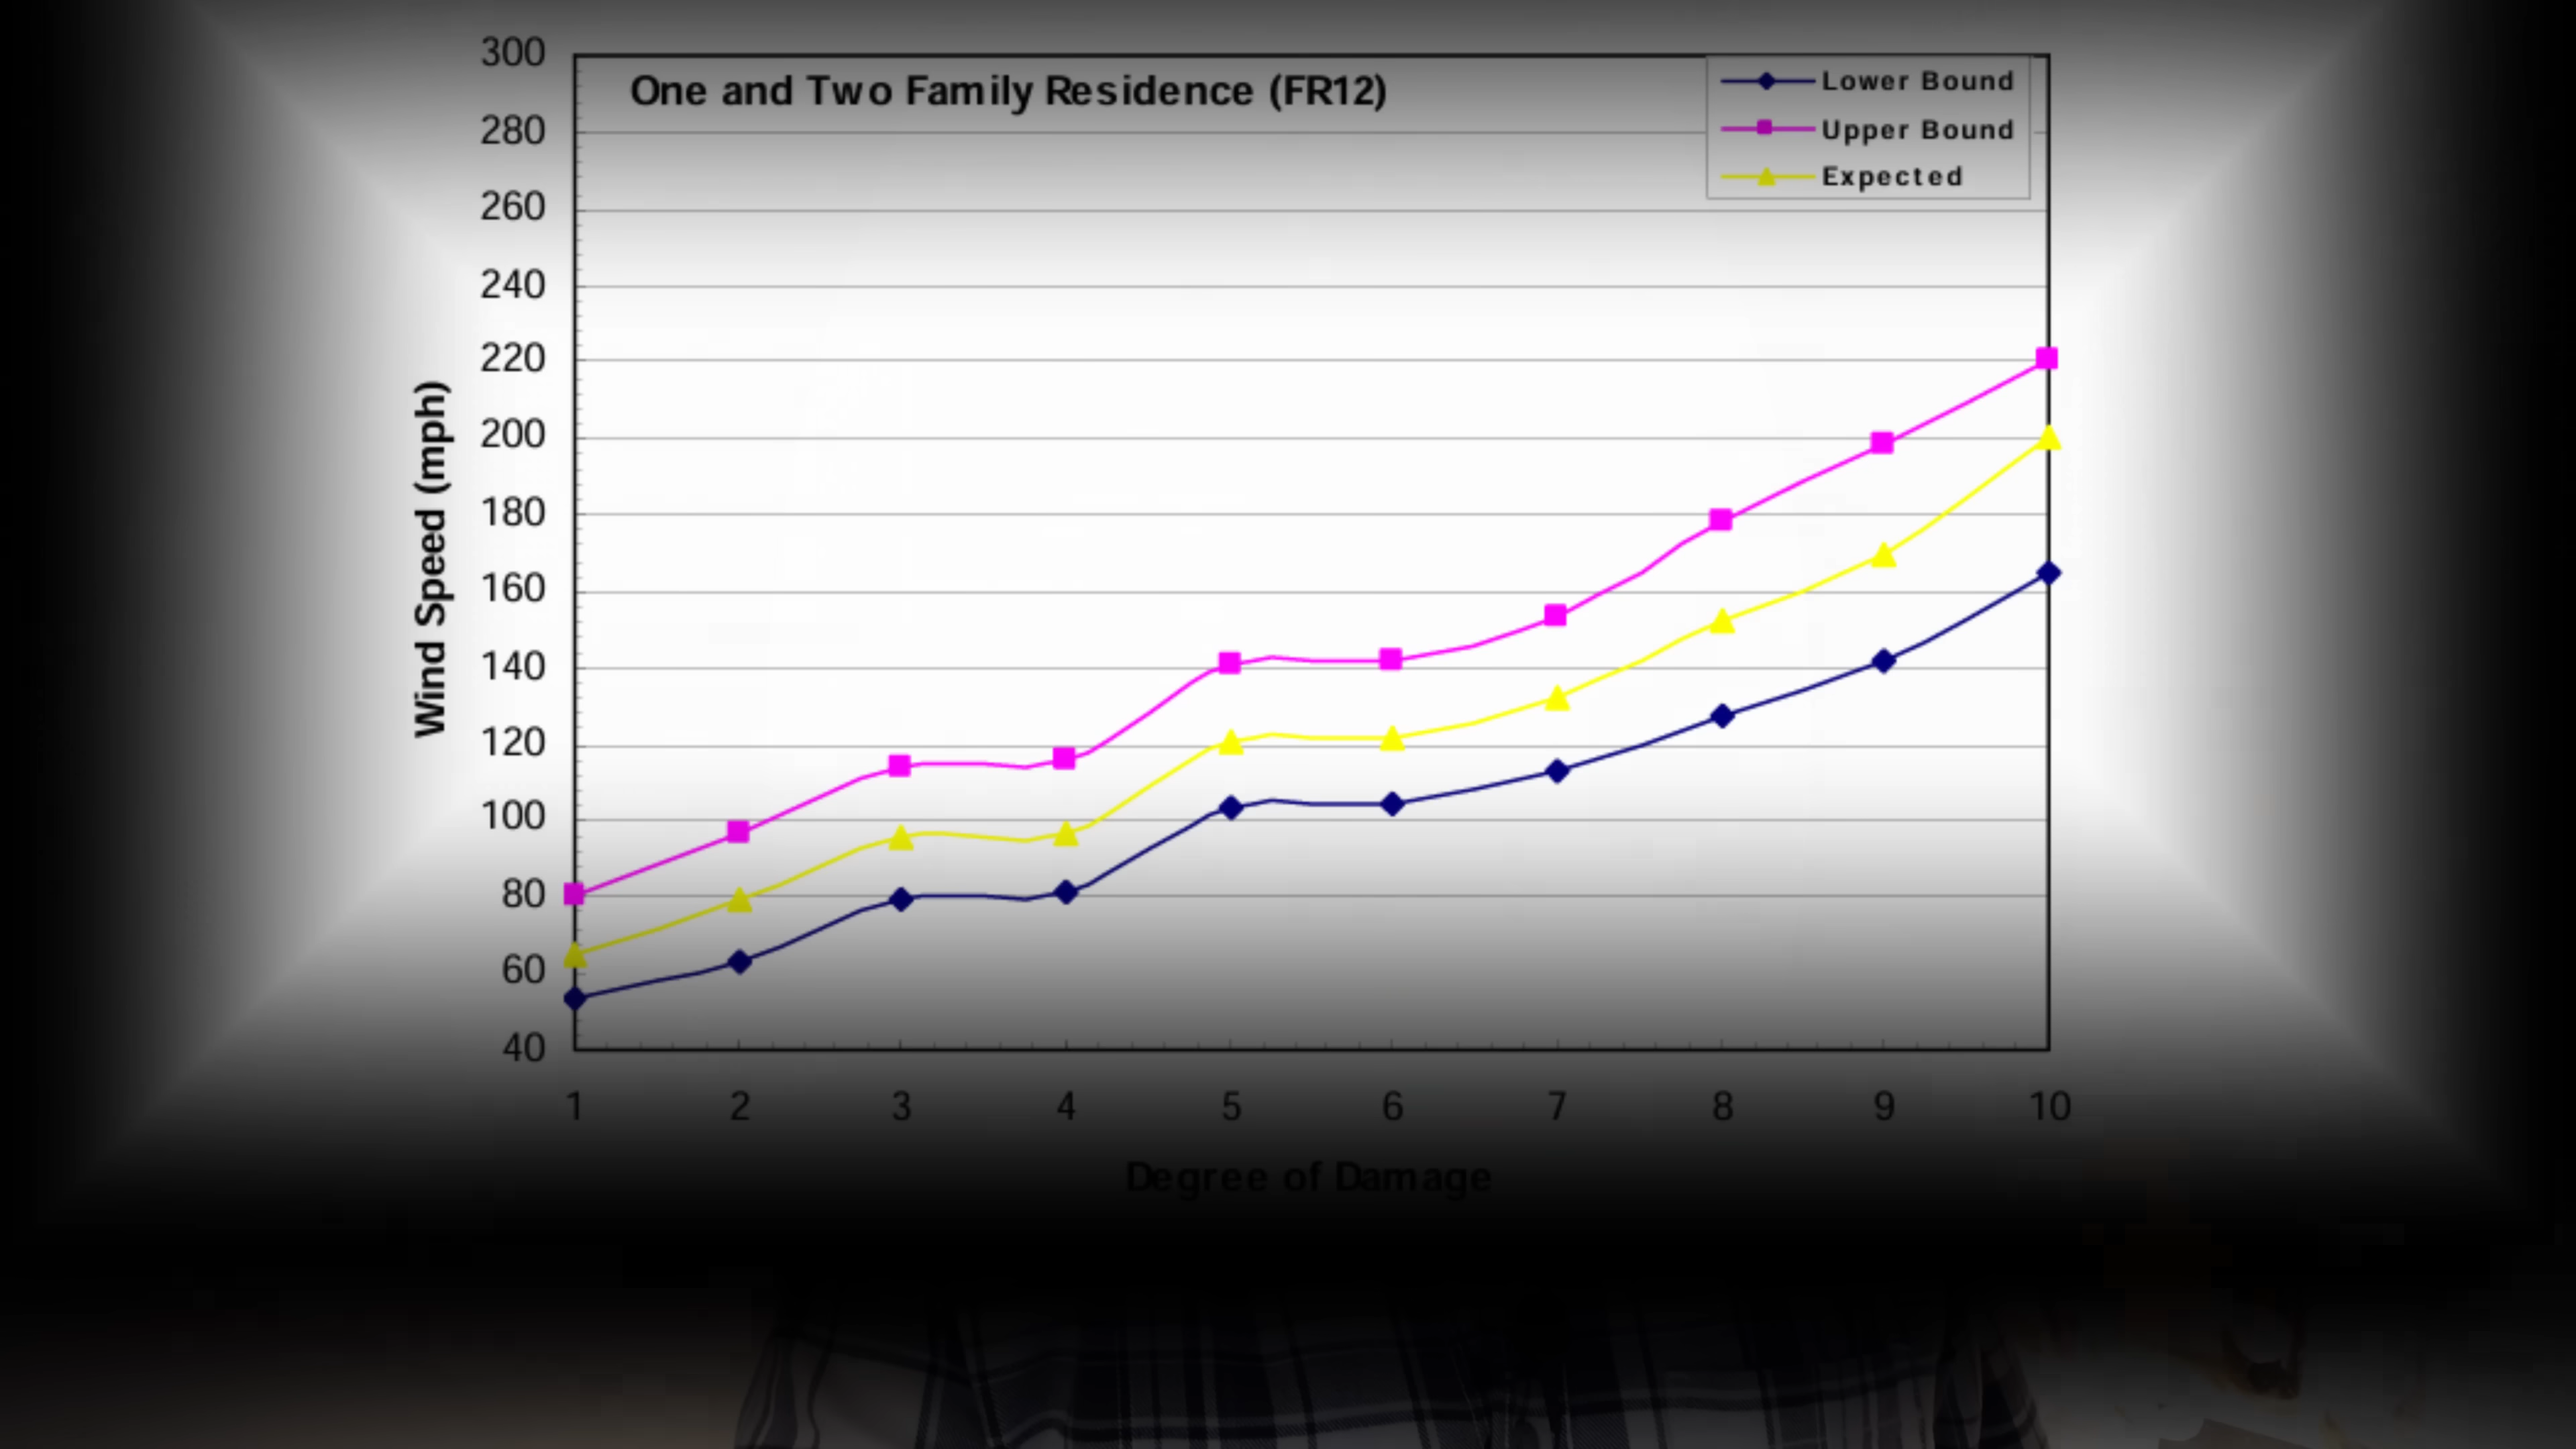 One and Two Family Residence (FR12)
Lower Bound
Upper Bound
Expected
Wind Speed (mph)
300
280
260
240
220
200
180
160
140
120
100
80
60
40
1 2 3 4 5 6 7 8 9 10
Degree of Damage